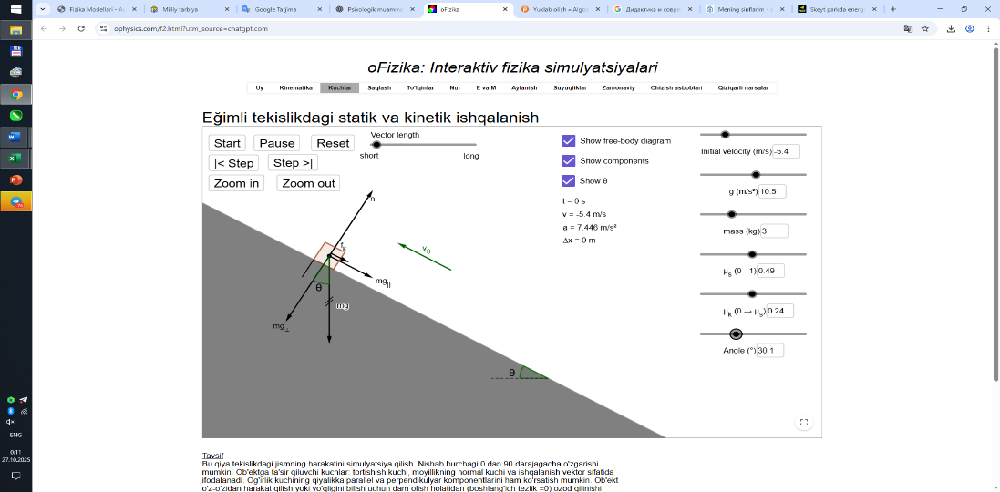 Fizika Modellari - As
Milliy tarbiya
Google Tarjima
Psixologik muammo
oFizika
Yuklab olish « Algo
Дидактика и совре
Mening sinflarim - s
Skeyt parkda energi
ophysics.com/f2.html?utm_source=chatgpt.com
oFizika: Interaktiv fizika simulyatsiyalari
Uy Kinematika Kuchlar Saqlash To'lqinlar Nur E va M Aylanish Suyuqliklar Zamonaviy Chizish asboblari Qiziqarli narsalar
Eğimli tekislikdagi statik va kinetik ishqalanish
Start Pause Reset
|< Step Step >|
Zoom in Zoom out
Vector length
short long
Show free-body diagram
Show components
Show θ
t = 0 s
v = -5.4 m/s
a = 7.446 m/s²
Δx = 0 m
Initial velocity (m/s) -5.4
g (m/s²) 10.5
mass (kg) 3
μs (0 - 1) 0.49
μk (0 → μs) 0.24
Angle (°) 30.1
n
fk
v0
mg||
θ
mg
mg⊥
θ
ENG
0:11
27.10.2025
Tavsif
Bu qiya tekislikdagi jismning harakatini simulyatsiya qilish. Nishab burchagi 0 dan 90 darajagacha o'zgarishi
mumkin. Ob'ektga ta'sir qiluvchi kuchlar: tortishish kuchi, moyillikning normal kuchi va ishqalanish vektor sifatida
ifodalanadi. Og'irlik kuchining qiyalikka parallel va perpendikulyar komponentlarini ham ko'rsatish mumkin. Ob'ekt
o'z-o'zidan harakat qilish yoki yo'qligini bilish uchun dam olish holatidan (boshlang'ich tezlik =0) ozod qilinishi